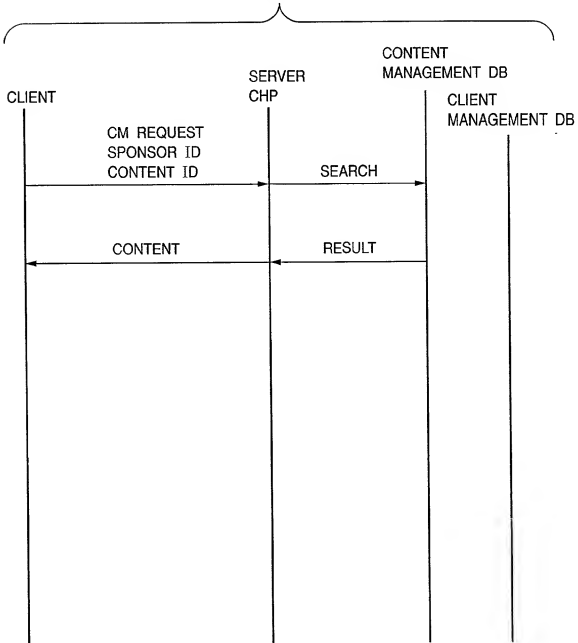 CLIENT
SERVER
CHP
CONTENT
MANAGEMENT DB
CLIENT
MANAGEMENT DB
CM REQUEST
SPONSOR ID
CONTENT ID
SEARCH
CONTENT
RESULT